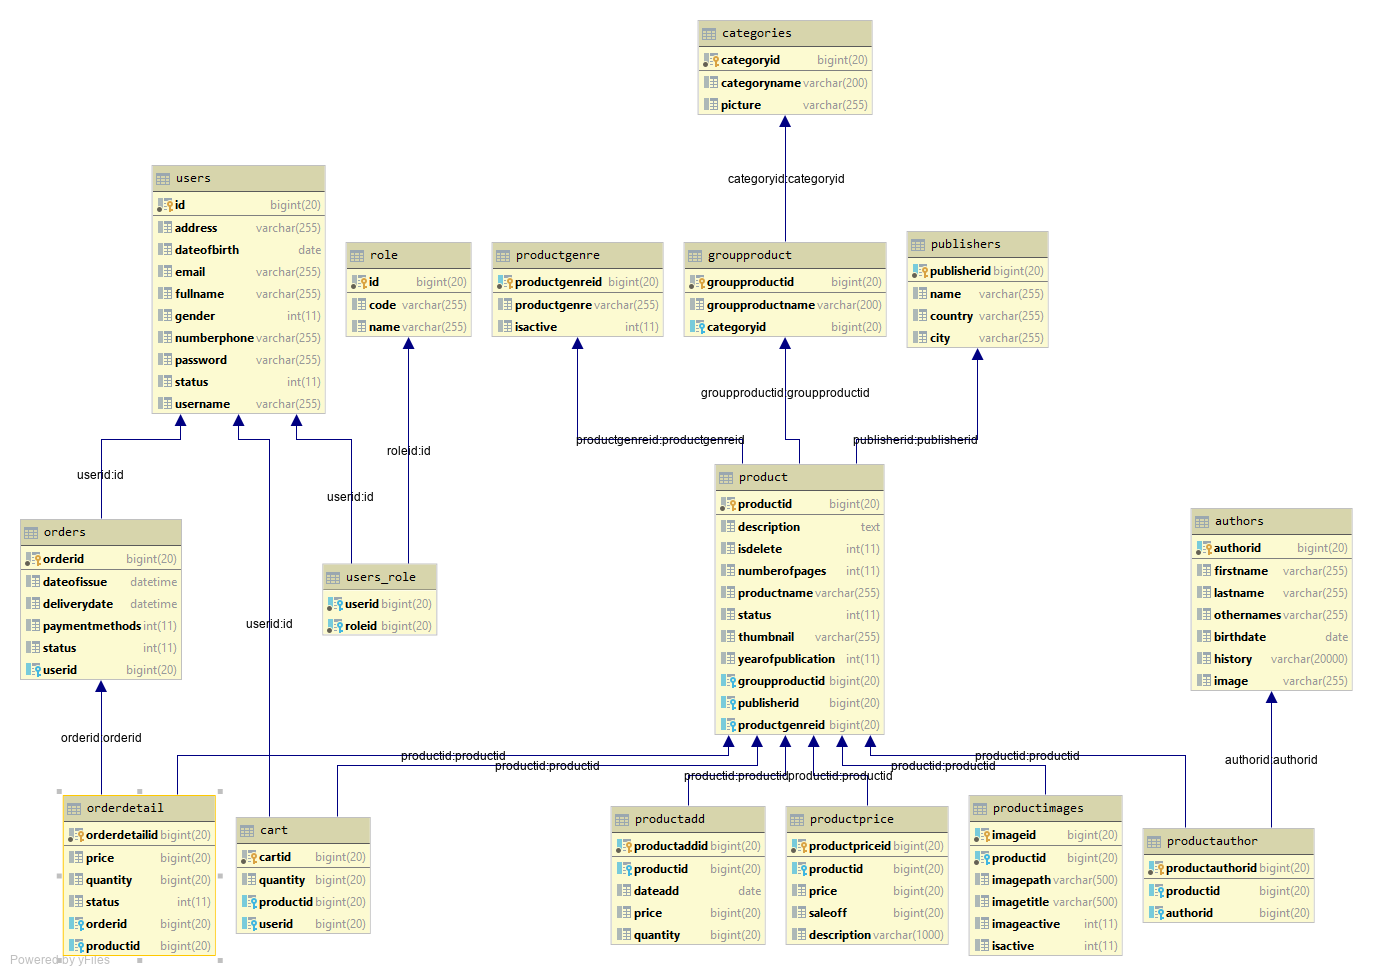 categories
categoryid bigint(20)
categoryname varchar(200)
picture varchar(255)
categoryid:categoryid
users
id bigint(20)
address varchar(255)
dateofbirth date
email varchar(255)
fullname varchar(255)
gender int(11)
numberphone varchar(255)
password varchar(255)
status int(11)
username varchar(255)
role
id bigint(20)
code varchar(255)
name varchar(255)
productgenre
productgenreid bigint(20)
productgenre varchar(255)
isactive int(11)
groupproduct
groupproductid bigint(20)
groupproductname varchar(200)
categoryid bigint(20)
publishers
publisherid bigint(20)
name varchar(255)
country varchar(255)
city varchar(255)
groupproductid:groupproductid
productgenreid:productgenreid
publisherid:publisherid
roleid:id
userid:id
userid:id
userid:id
product
productid bigint(20)
description text
isdelete int(11)
numberofpages int(11)
productname varchar(255)
status int(11)
thumbnail varchar(255)
yearofpublication int(11)
groupproductid bigint(20)
publisherid bigint(20)
productgenreid bigint(20)
authors
authorid bigint(20)
firstname varchar(255)
lastname varchar(255)
othernames varchar(255)
birthdate date
history varchar(20000)
image varchar(255)
orders
orderid bigint(20)
dateofissue datetime
deliverydate datetime
paymentmethods int(11)
status int(11)
userid bigint(20)
users_role
userid bigint(20)
roleid bigint(20)
orderid:orderid
productid:productid
productid:productid
productid:productid
productid:productid
productid:productid
productid:productid
authorid:authorid
orderdetail
orderdetailid bigint(20)
price bigint(20)
quantity bigint(20)
status int(11)
orderid bigint(20)
productid bigint(20)
cart
cartid bigint(20)
quantity bigint(20)
productid bigint(20)
userid bigint(20)
productadd
productaddid bigint(20)
productid bigint(20)
dateadd date
price bigint(20)
quantity bigint(20)
productprice
productpriceid bigint(20)
productid bigint(20)
price bigint(20)
saleoff bigint(20)
description varchar(1000)
productimages
imageid bigint(20)
productid bigint(20)
imagepath varchar(500)
imagetitle varchar(500)
imageactive int(11)
isactive int(11)
productauthor
productauthorid bigint(20)
productid bigint(20)
authorid bigint(20)
Powered by yFiles